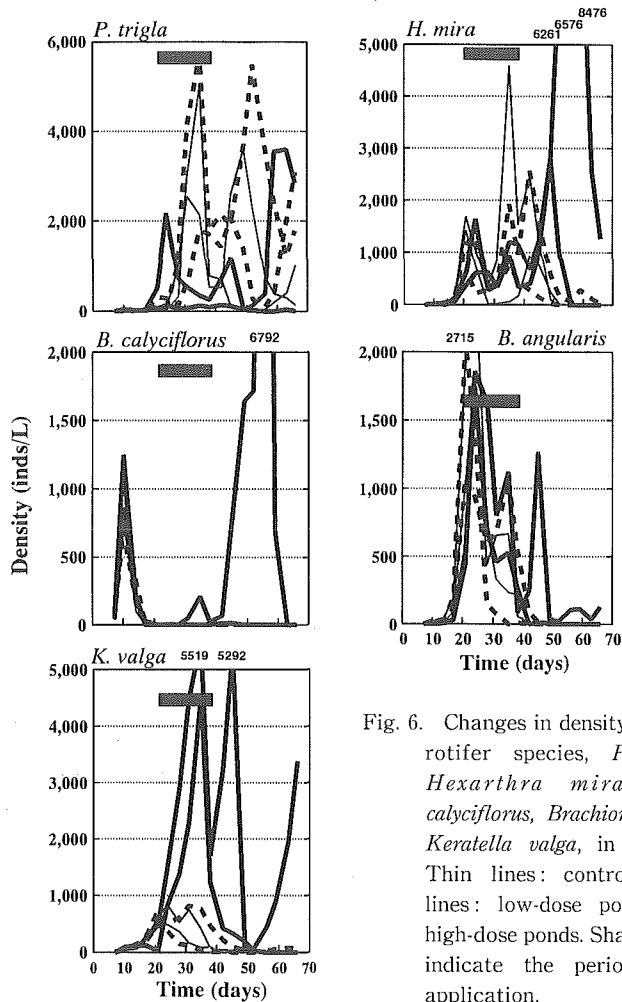 P. trigla
H. mira
6261
6576
8476
6,000
4,000
2,000
0
5,000
4,000
3,000
2,000
1,000
0
B. calyciflorus
6792
2715
B. angularis
2,000
1,500
1,000
500
0
2,000
1,500
1,000
500
0
0 10 20 30 40 50 60 70
Time (days)
Density (inds/L)
K. valga
5519
5292
5,000
4,000
3,000
2,000
1,000
0
0 10 20 30 40 50 60 70
Time (days)
Fig. 6. Changes in density
rotifer species,
Hexarthra mira
calyciflorus, Brachion
Keratella valga, in
Thin lines: contro
lines: low-dose po
high-dose ponds. Sha
indicate the perio
application.